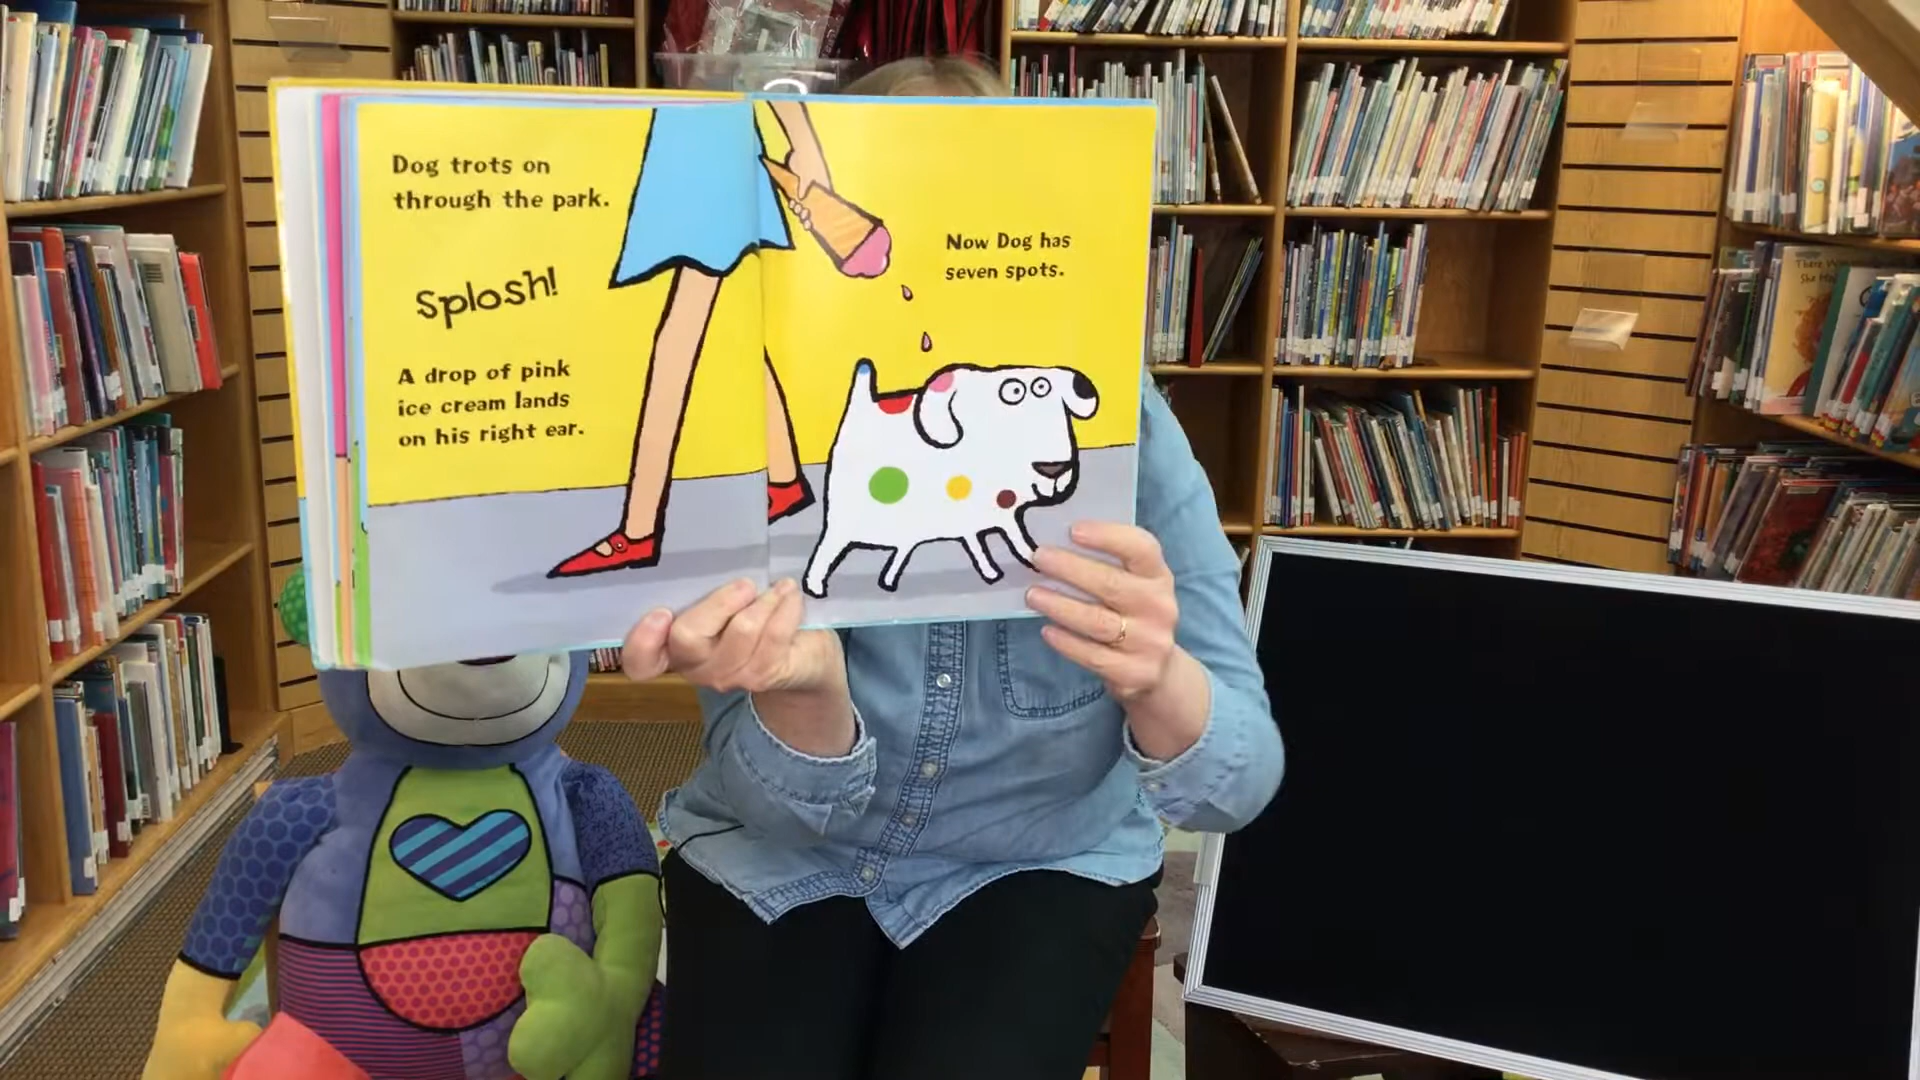 Dog trots on
through the park.
Splosh!
A drop of pink
ice cream lands
on his right ear.
Now Dog has
seven spots.